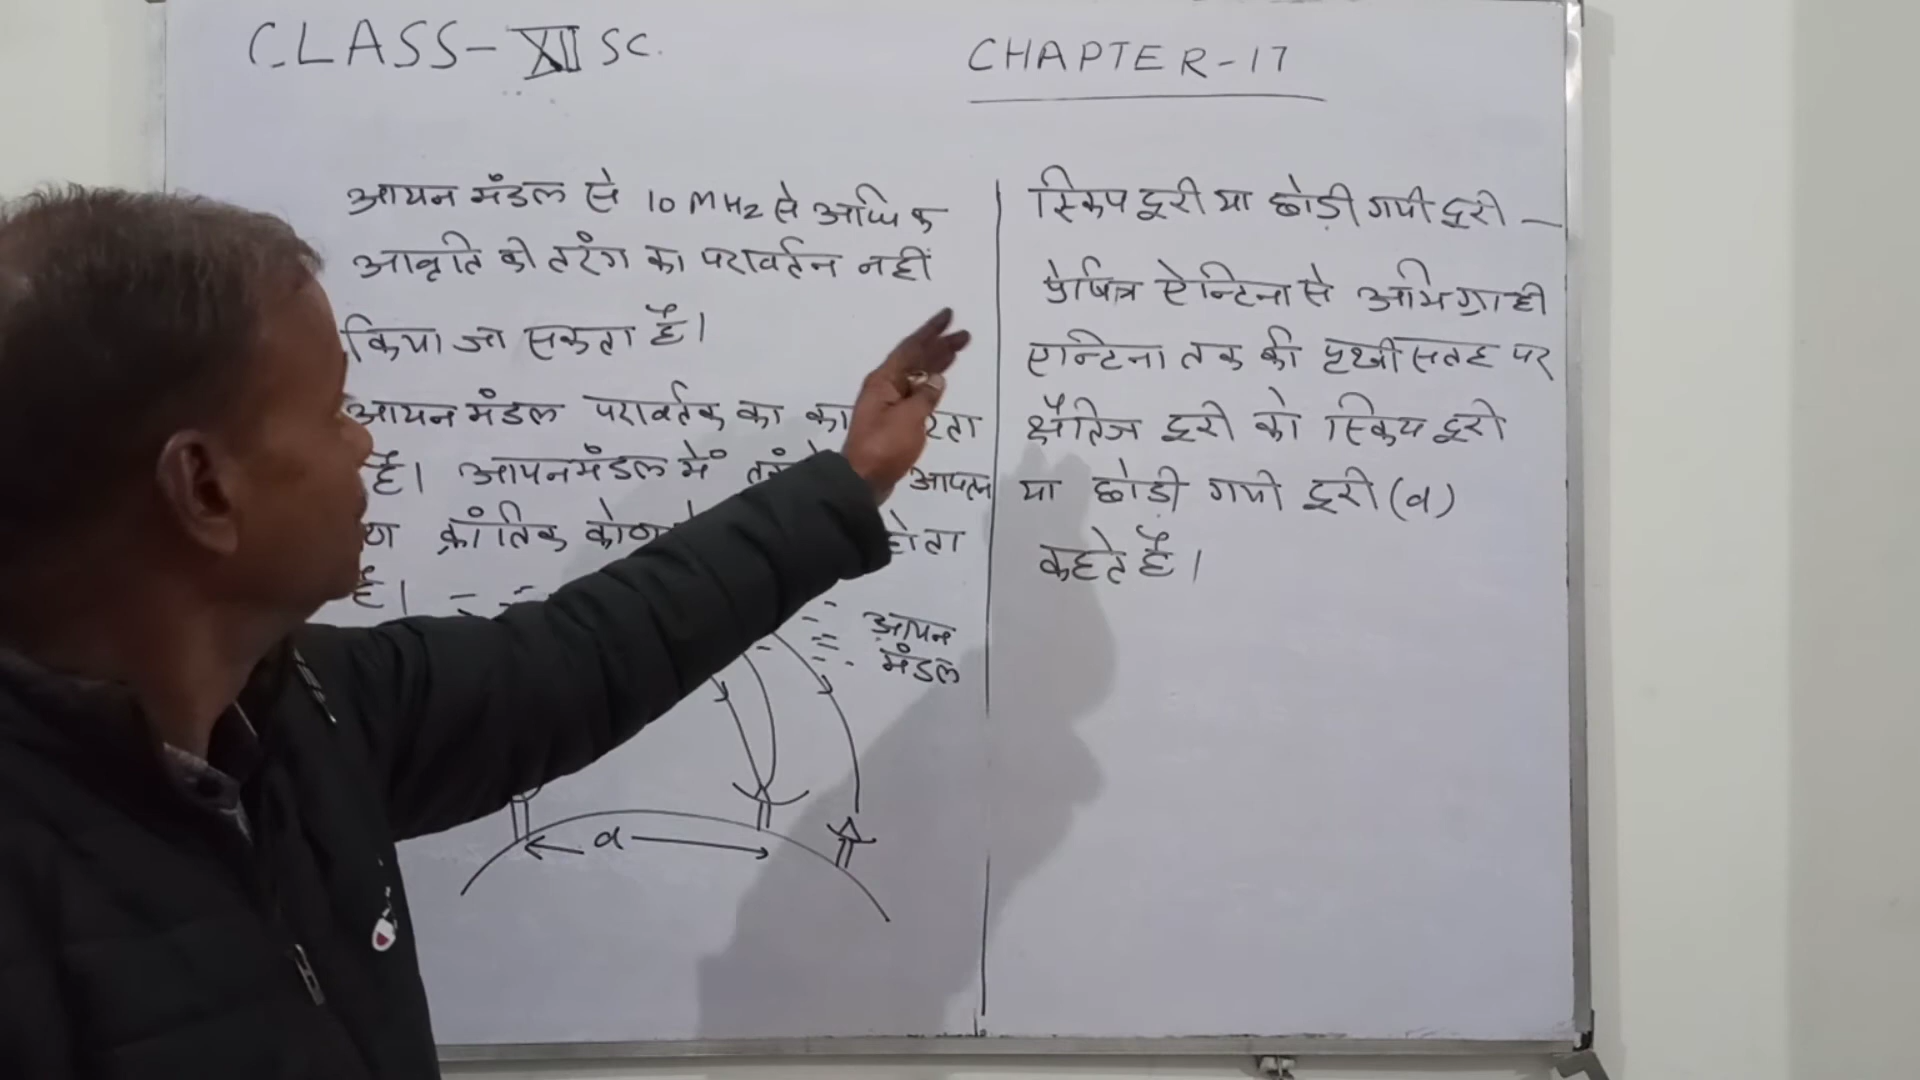 CLASS-XII SC.
CHAPTER-17
आयन मंडल से 10 MHz से अधिक
आवृति की तरंग का परावर्तन नहीं
किया जा सकता है।
आयन मंडल परावर्तक का
है। आयनमंडल में आपतन
क्रांतिक कोण होता
है।
आयन
मंडल
d
स्किप दूरी या छोड़ी गयी दूरी —
प्रेषित्र ऐन्टिना से अभिग्राही
एन्टिना तक की पृथ्वी सतह पर
क्षैतिज दूरी को स्किप दूरी
या छोड़ी गयी दूरी (d)
कहते है।